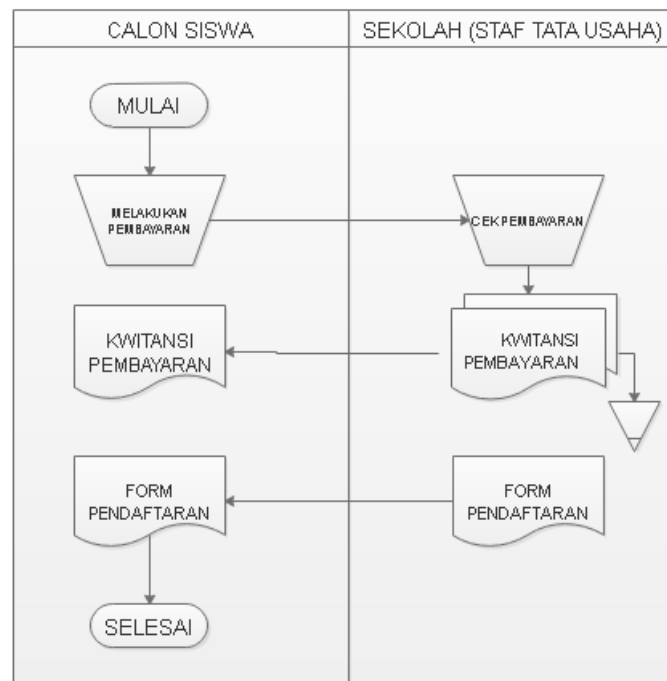 CALON SISWA
SEKOLAH (STAF TATA USAHA)
MULAI
MELAKUKAN
PEMBAYARAN
CEK PEMBAYARAN
KWITANSI
PEMBAYARAN
KWITANSI
PEMBAYARAN
FORM
PENDAFTARAN
FORM
PENDAFTARAN
SELESAI